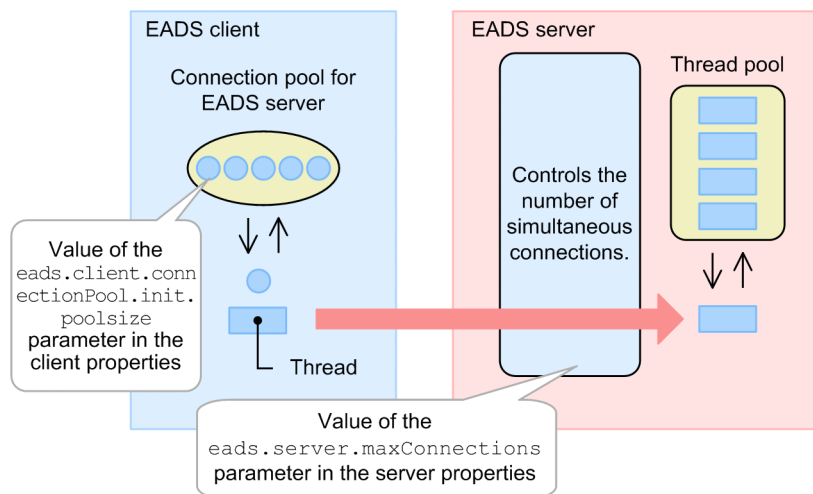 EADS client
Connection pool for
EADS server
Value of the
eads.client.conn
ectionPool.init.
poolsize
parameter in the
client properties
Thread
EADS server
Thread pool
Controls the
number of
simultaneous
connections.
Value of the
eads.server.maxConnections
parameter in the server properties